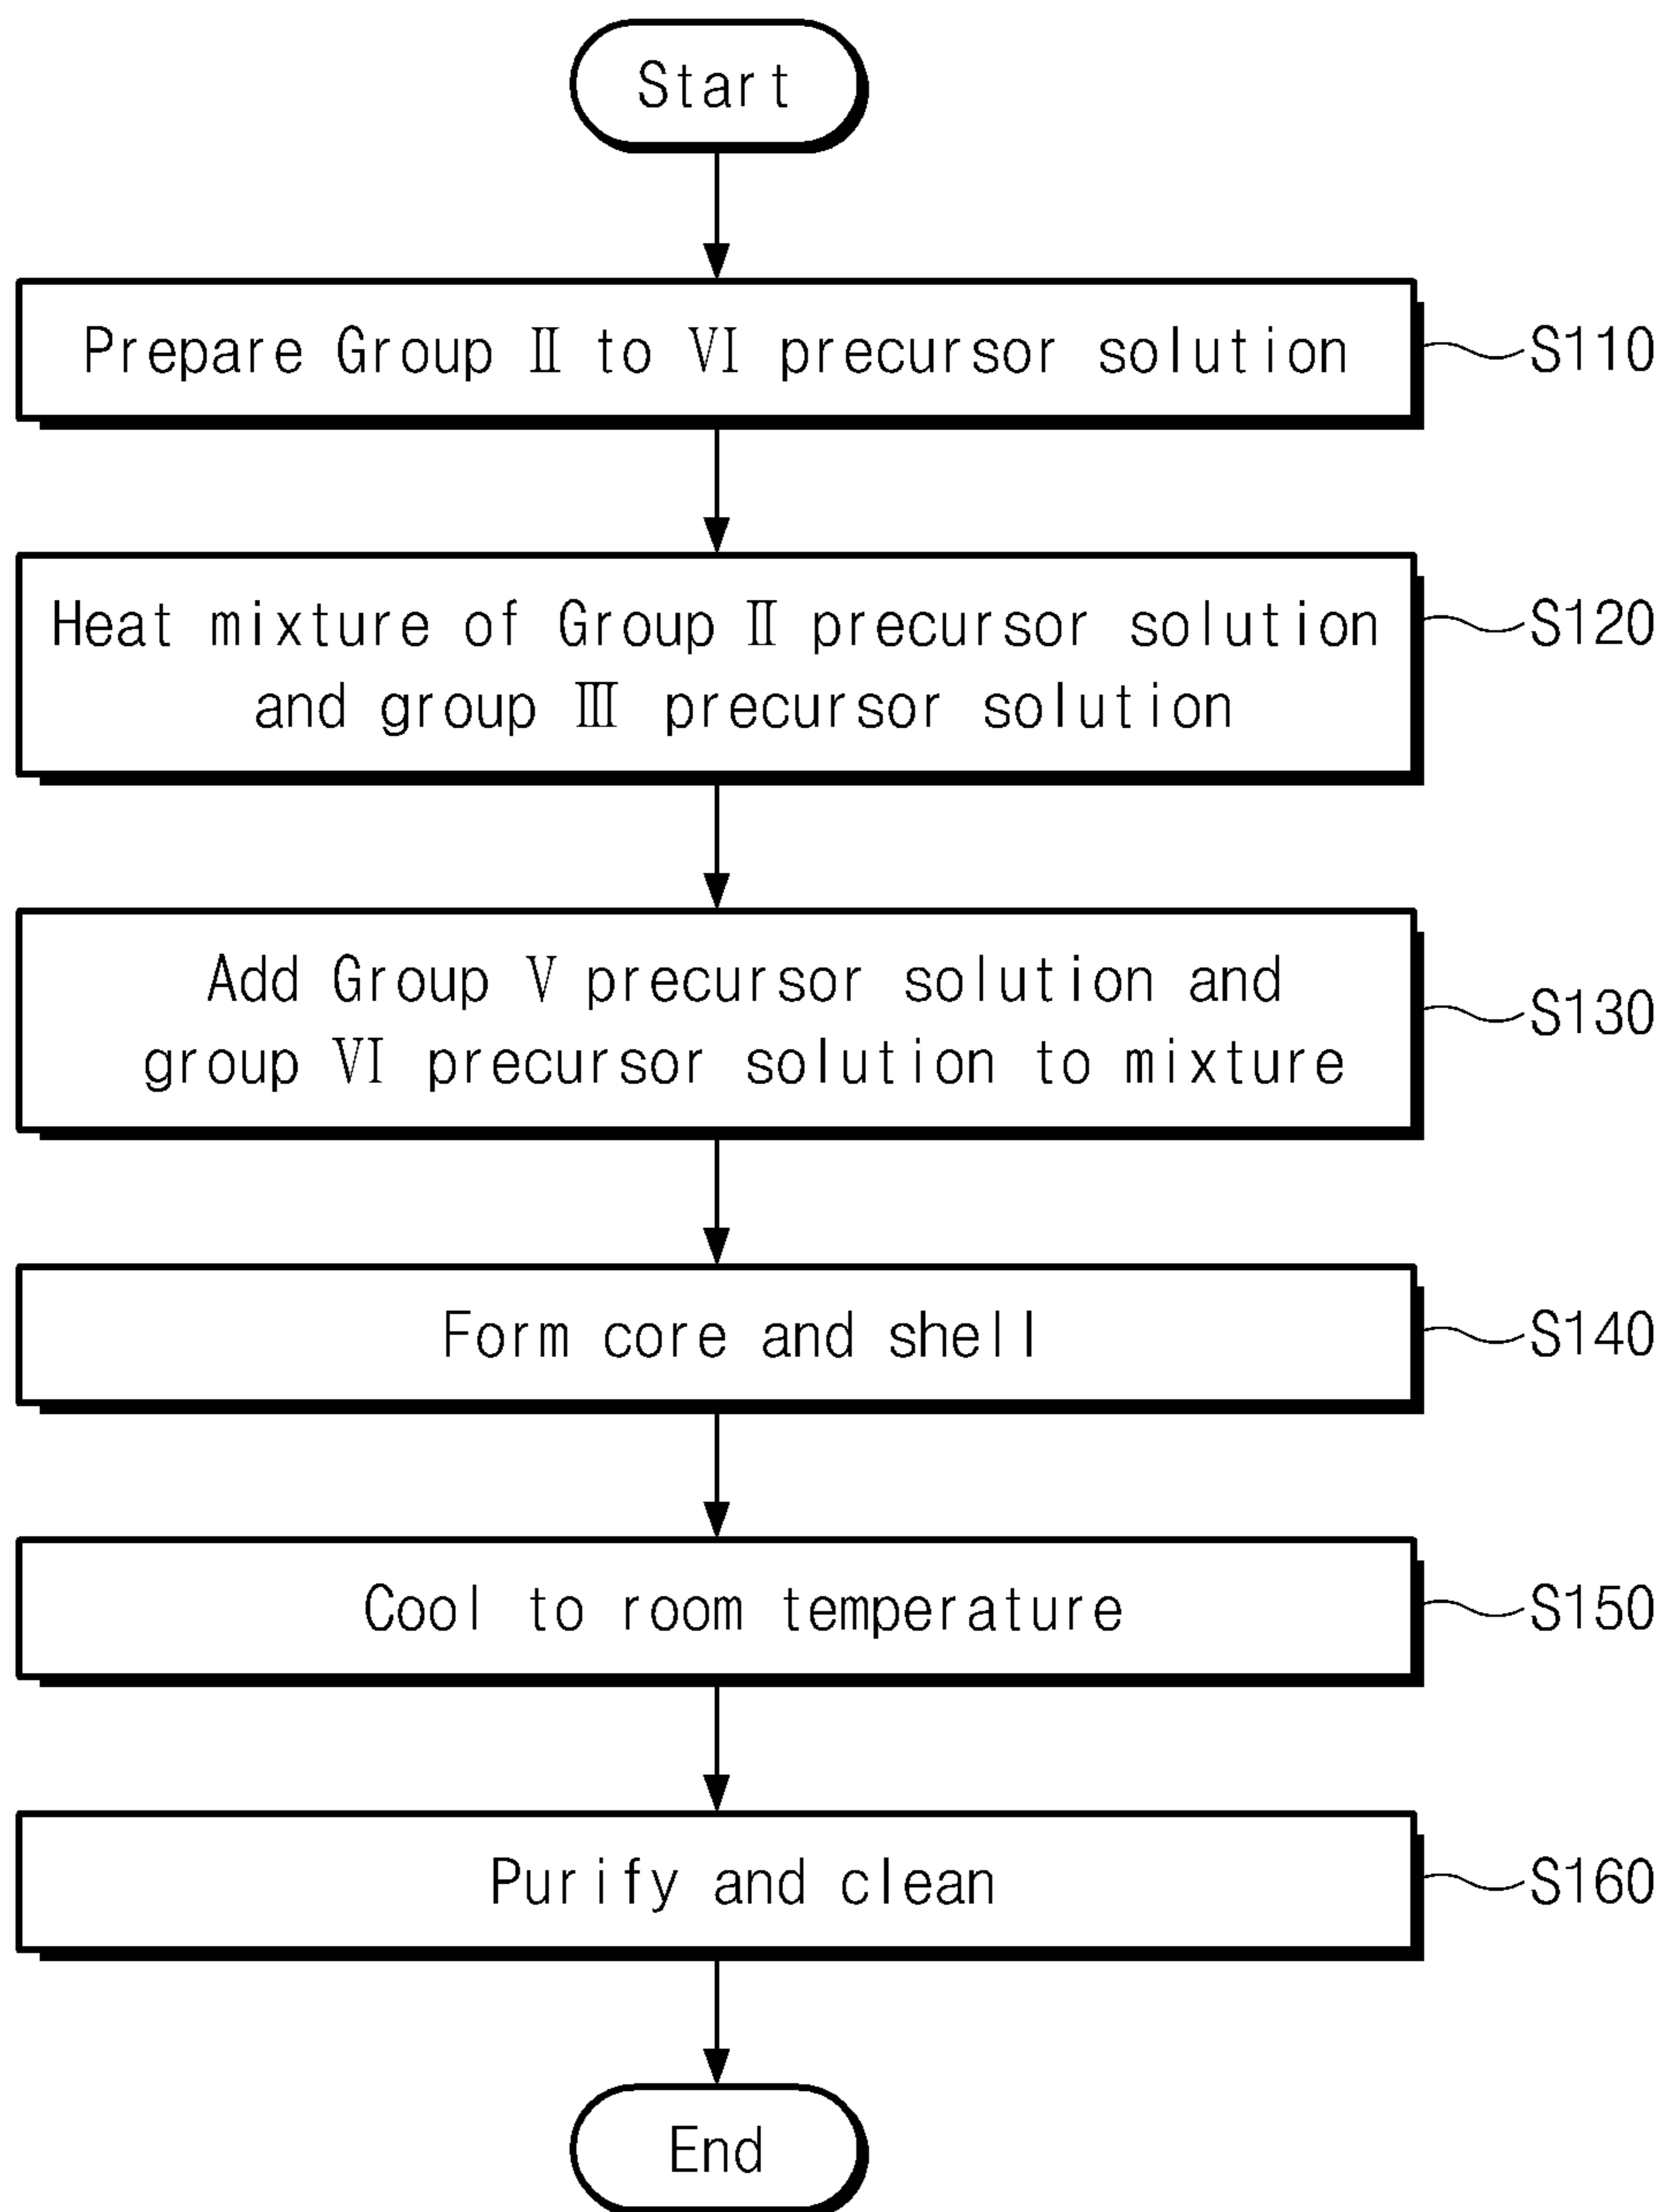 Start
Prepare Group Ⅱ to Ⅵ precursor solution
S110
Heat mixture of Group Ⅱ precursor solution
and group Ⅲ precursor solution
S120
Add Group Ⅴ precursor solution and
group Ⅵ precursor solution to mixture
S130
Form core and shell
S140
Cool to room temperature
S150
Purify and clean
S160
End